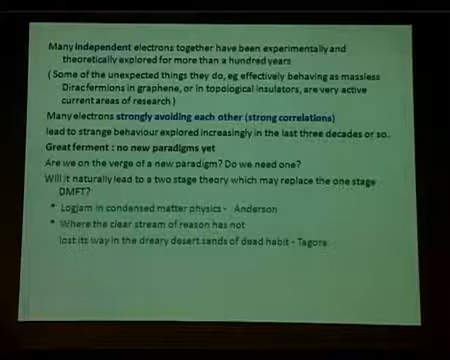 Many independent electrons together have been experimentally and
theoretically explored for more than a hundred years
( Some of the unexpected things they do, eg effectively behaving as massless
Dirac fermions in graphene, or in topological insulators, are very active
current areas of research )
Many electrons strongly avoiding each other (strong correlations)
lead to strange behaviour explored increasingly in the last three decades or so..
Great ferment : no new paradigms yet
Are we on the verge of a new paradigm? Do we need one?
Will it naturally lead to a two stage theory which may replace the one stage
DMFT?
* Logjam in condensed matter physics - Anderson
* Where the clear stream of reason has not
lost its way in the dreary desert sands of dead habit - Tagore